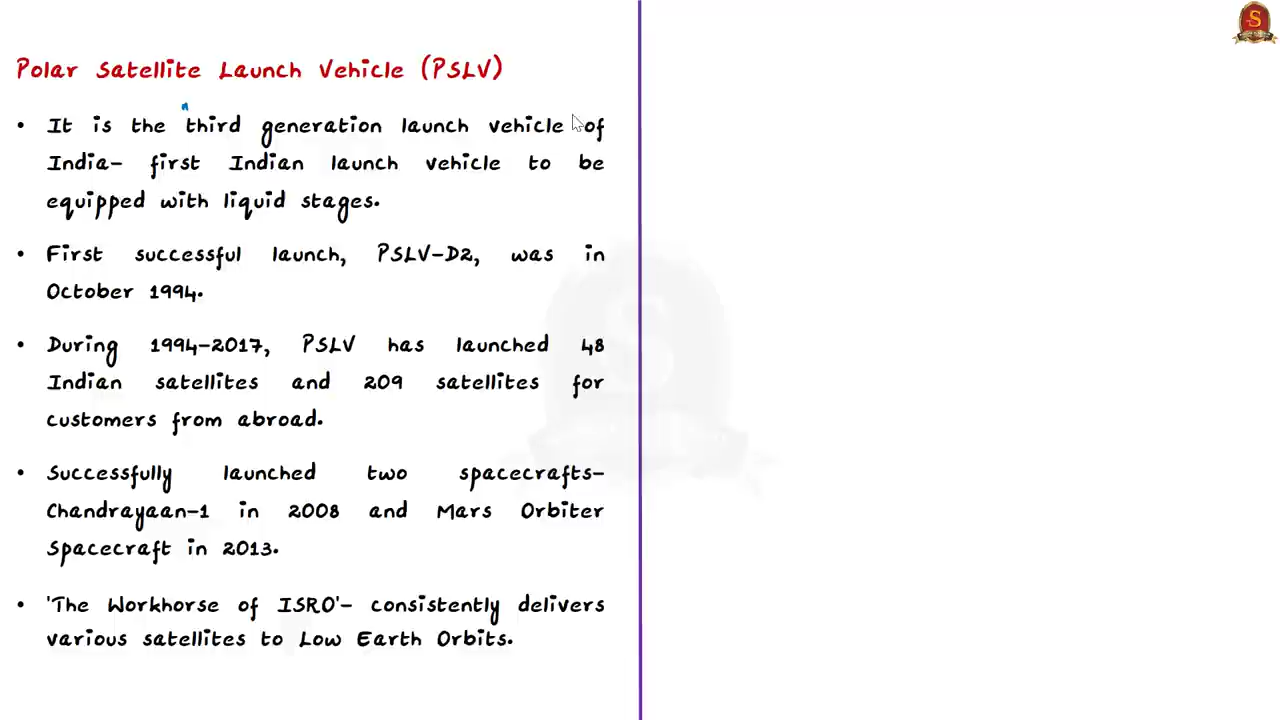 Polar Satellite Launch Vehicle (PSLV)
• It is the third generation launch vehicle of
India- first Indian launch vehicle to be
equipped with liquid stages.
• First successful launch, PSLV-D2, was in
October 1994.
• During 1994-2017, PSLV has launched 48
Indian satellites and 209 satellites for
customers from abroad.
• Successfully launched two spacecrafts-
Chandrayaan-1 in 2008 and Mars Orbiter
Spacecraft in 2013.
• 'The Workhorse of ISRO'- consistently delivers
various satellites to Low Earth Orbits.
S